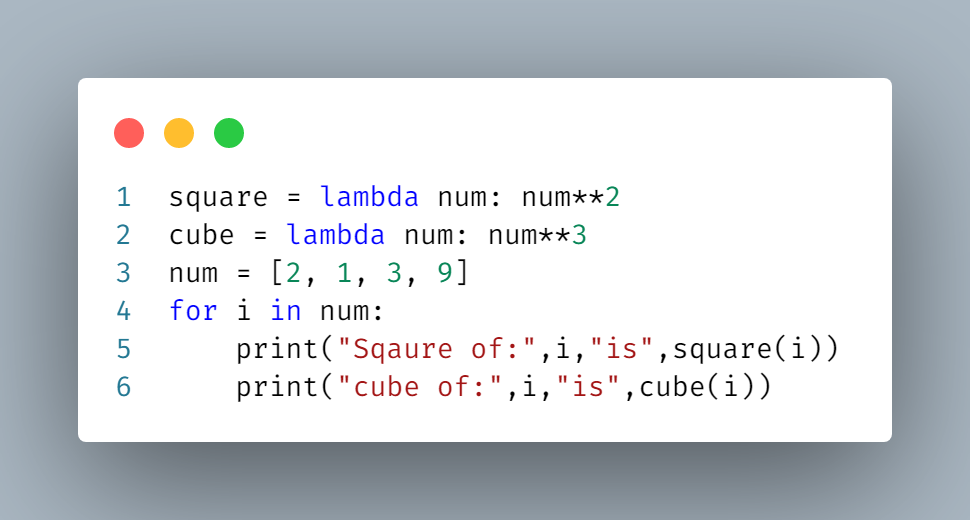 1 square = lambda num: num**2
2 cube = lambda num: num**3
3 num = [2, 1, 3, 9]
4 for i in num:
5     print("Sqaure of:",i,"is",square(i))
6     print("cube of:",i,"is",cube(i))